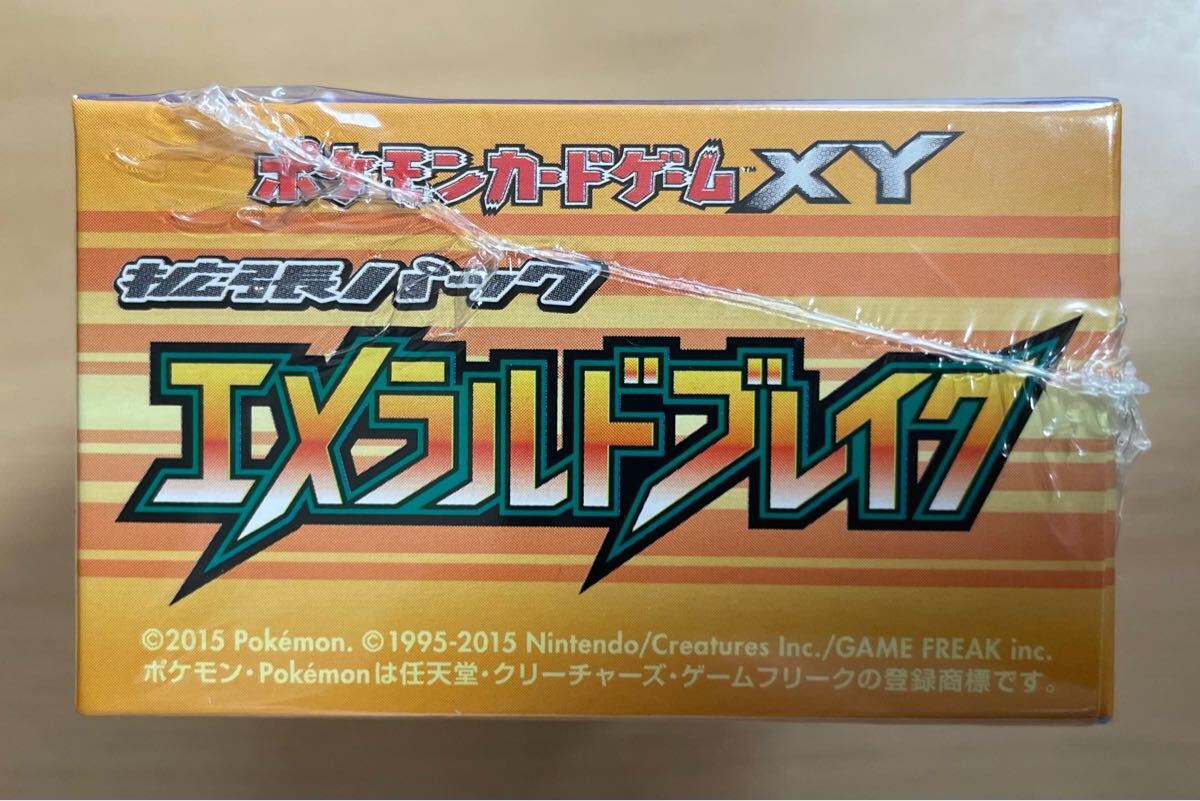 ポケモンカードゲーム™XY
拡張パック
エメラルドブレイク
©2015 Pokémon. ©1995-2015 Nintendo/Creatures Inc./GAME FREAK inc.
ポケモン・Pokémonは任天堂・クリーチャーズ・ゲームフリークの登録商標です。